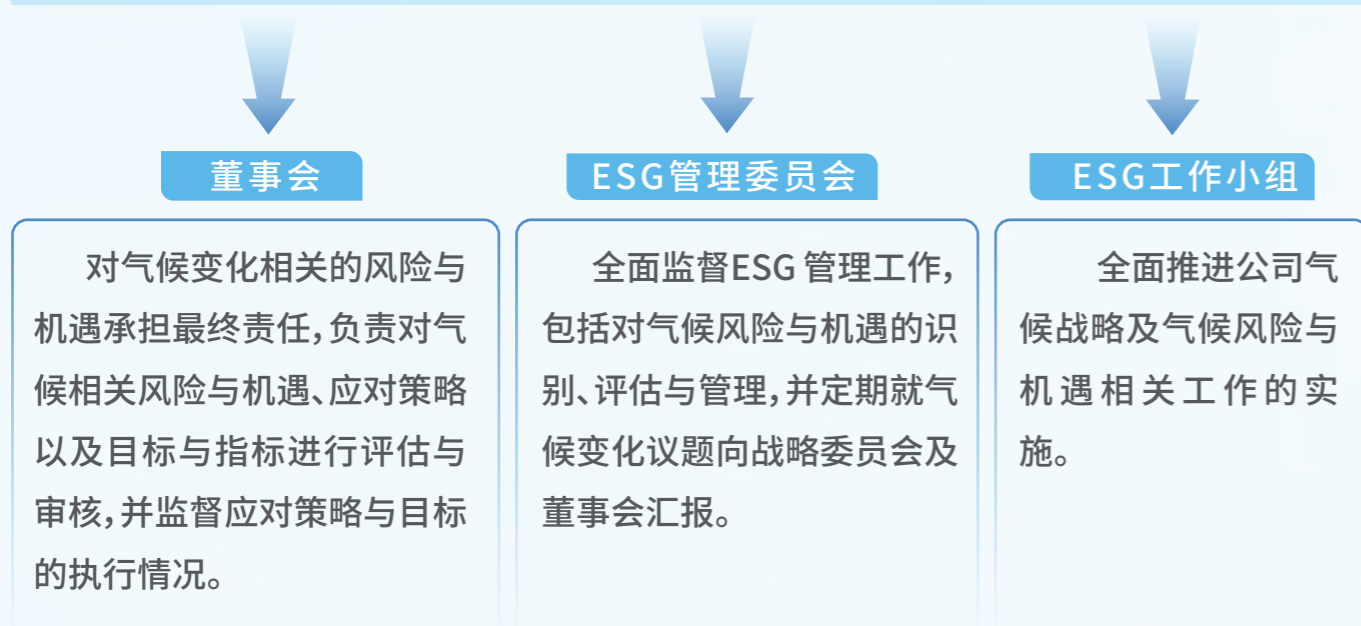 董事会
对气候变化相关的风险与
机遇承担最终责任,负责对气
候相关风险与机遇、应对策略
以及目标与指标进行评估与
审核,并监督应对策略与目标
的执行情况。
ESG管理委员会
全面监督ESG 管理工作,
包括对气候风险与机遇的识
别、评估与管理,并定期就气
候变化议题向战略委员会及
董事会汇报。
ESG工作小组
全面推进公司气
候战略及气候风险与
机遇相关工作的实
施。